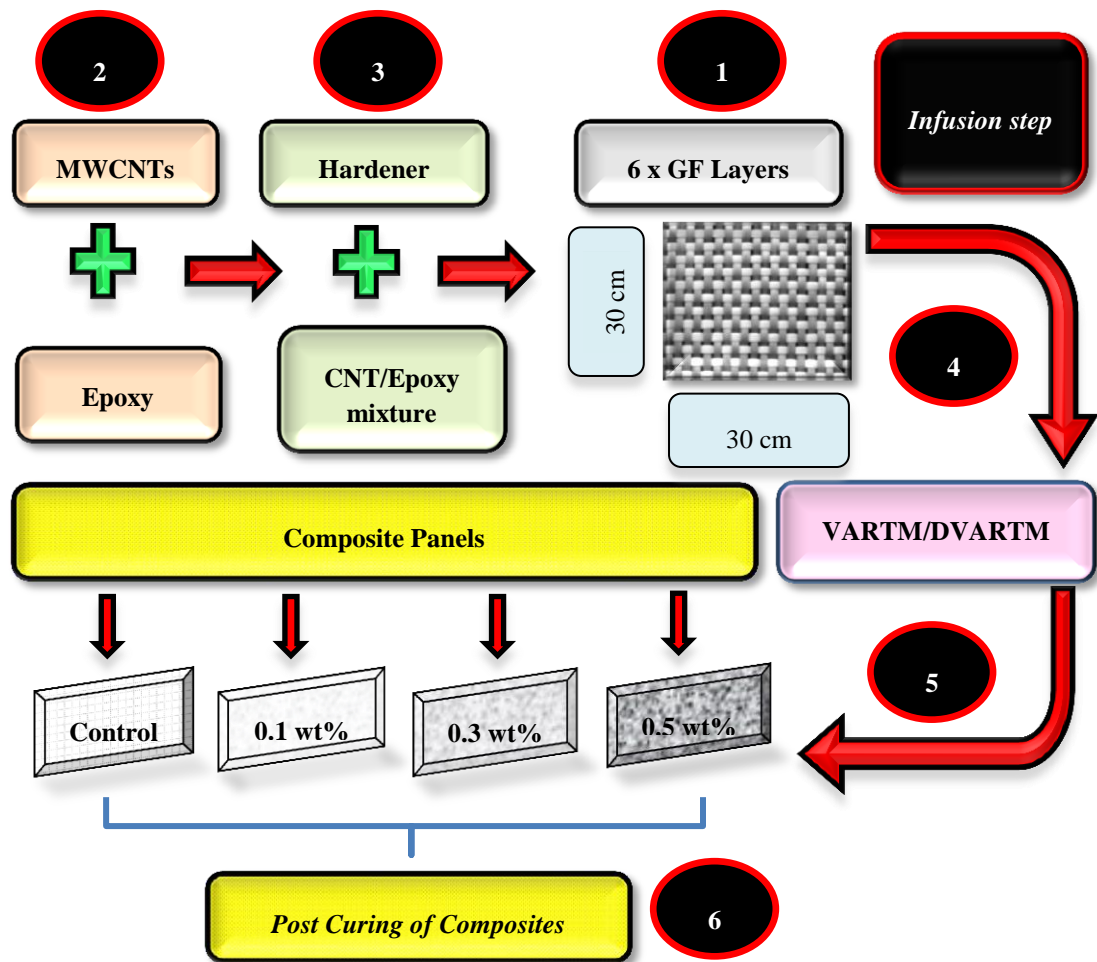 2
3
1
Infusion step
MWCNTs
Hardener
6 x GF Layers
30 cm
4
Epoxy
CNT/Epoxy
mixture
30 cm
Composite Panels
VARTM/DVARTM
5
Control
0.1 wt%
0.3 wt%
0.5 wt%
Post Curing of Composites
6